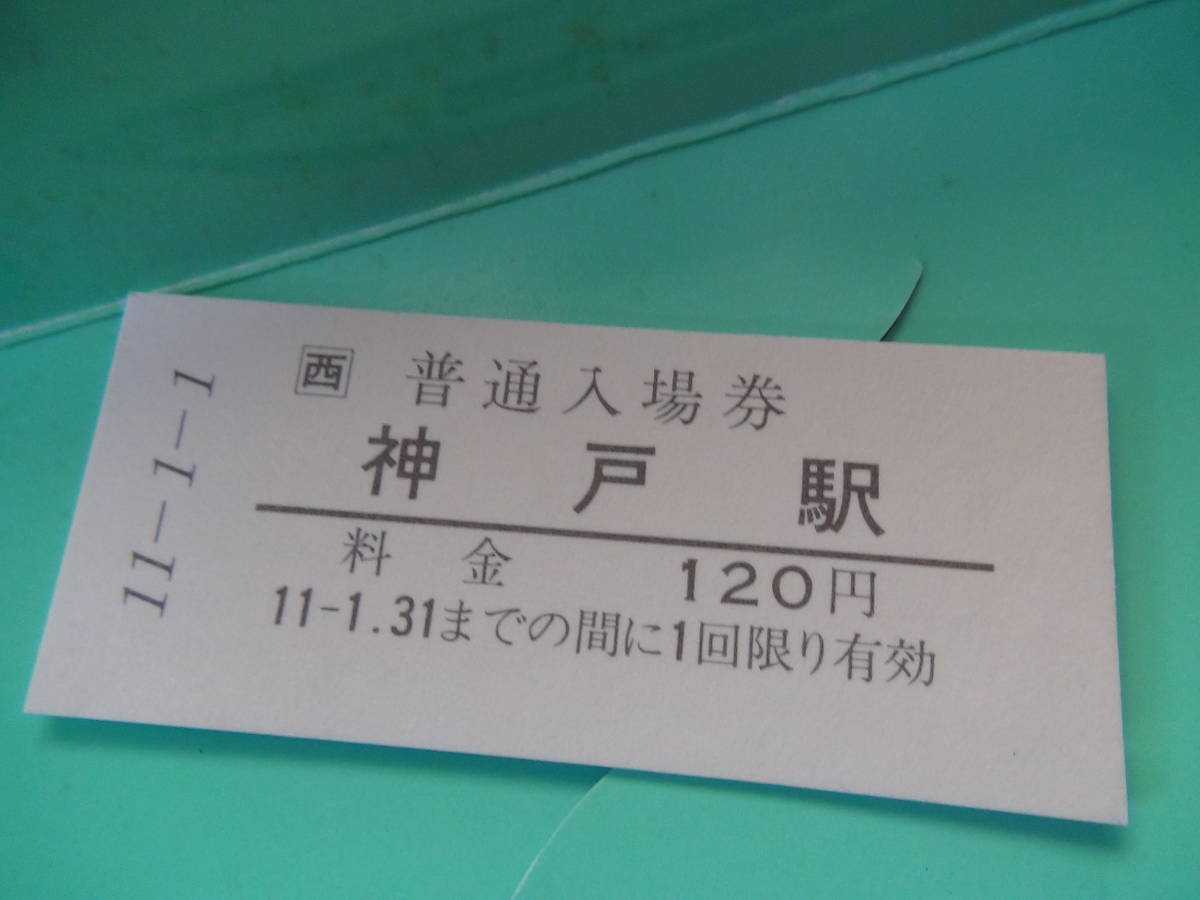 11-1-1
西 普通入場券
神戸駅
料金 120円
11-1.31までの間に1回限り有効